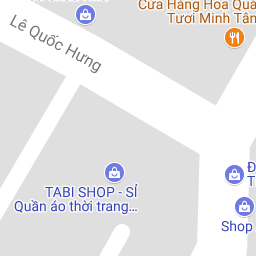 Cửa Hàng Hoa Quả
Tươi Minh Tân
Lê Quốc Hưng
TABI SHOP - SỈ
Quần áo thời trang...
Shop